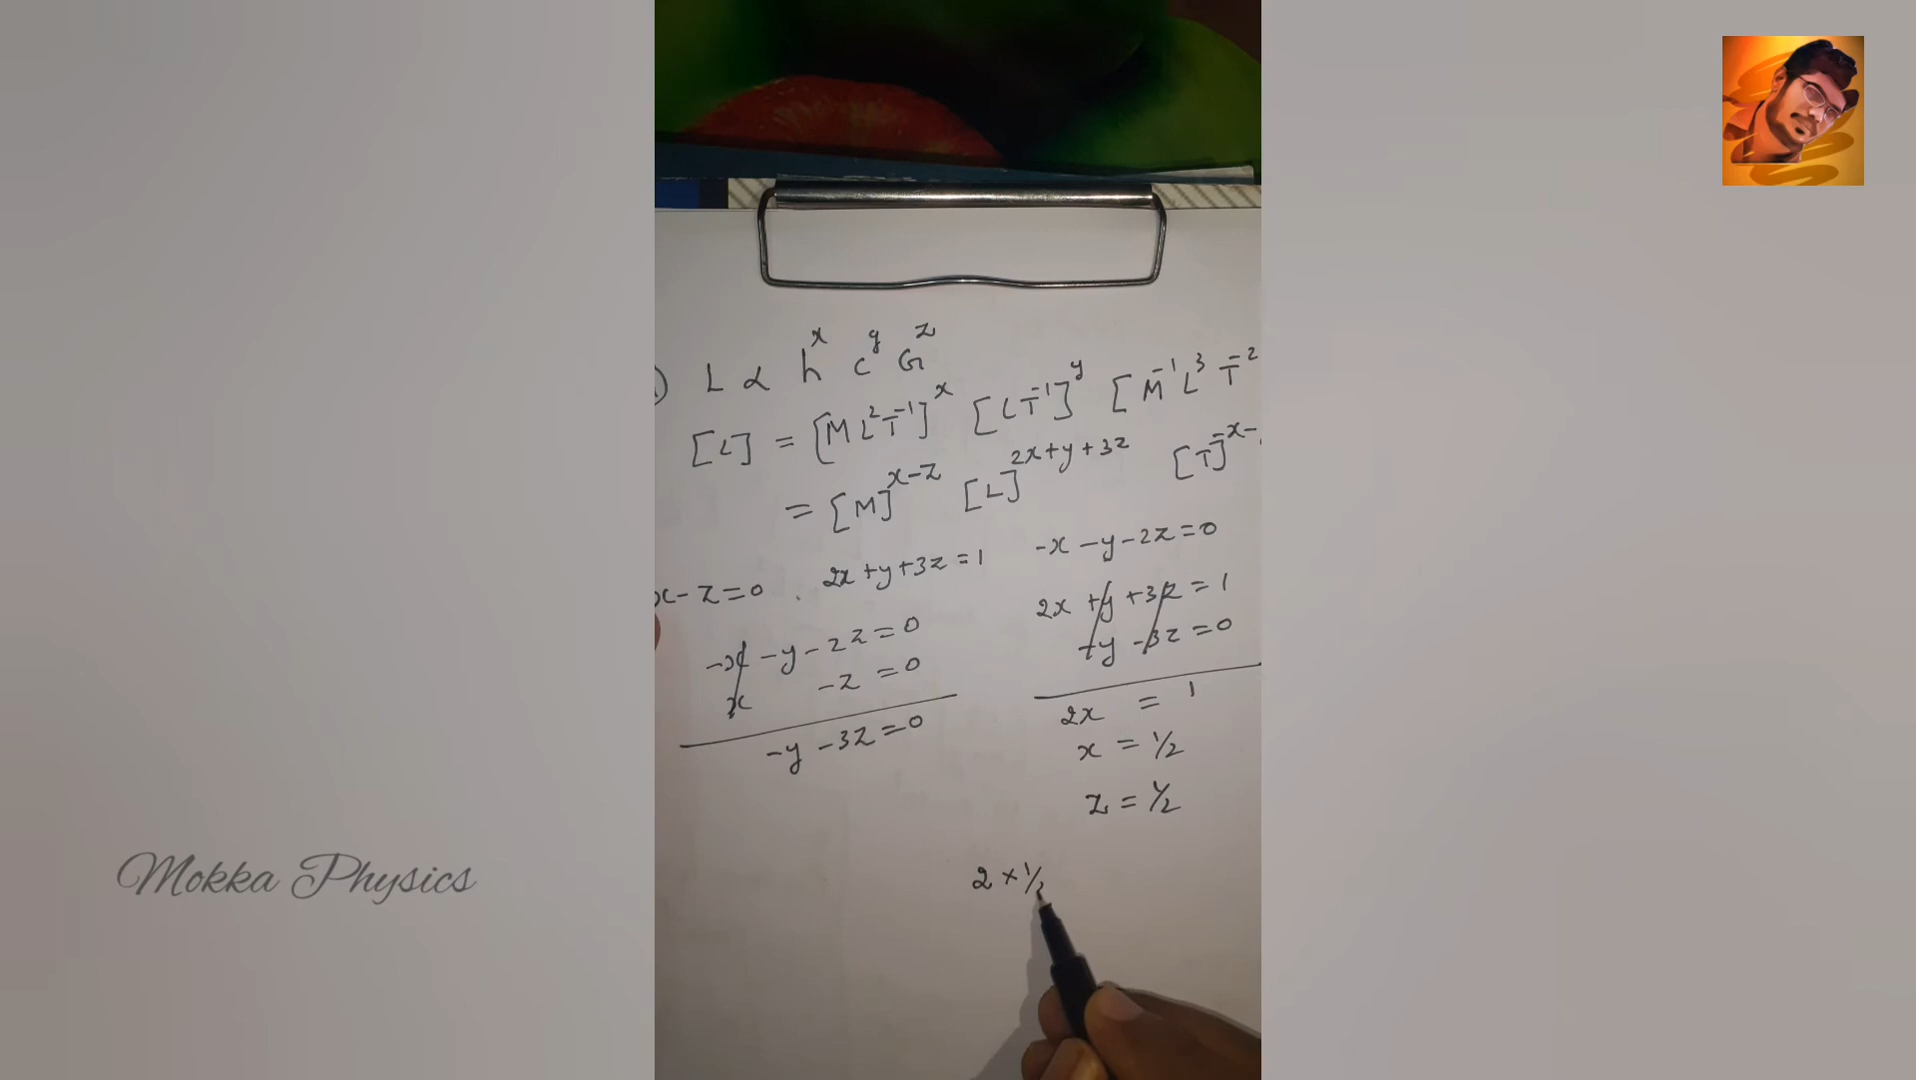 L ∝ h^x c^y G^z
[L] = [M L^2 T^-1]^x [L T^-1]^y [M^-1 L^3 T^-2
= [M]^x-z [L]^2x+y+3z [T]^-x-
x - z = 0 . 2x + y + 3z = 1 -x - y - 2z = 0
-x - y - 2z = 0
x - z = 0
-y - 3z = 0
2x + y + 3z = 1
-y - 3z = 0
2x = 1
x = 1/2
z = 1/2
2 × 1/2
Mokka Physics